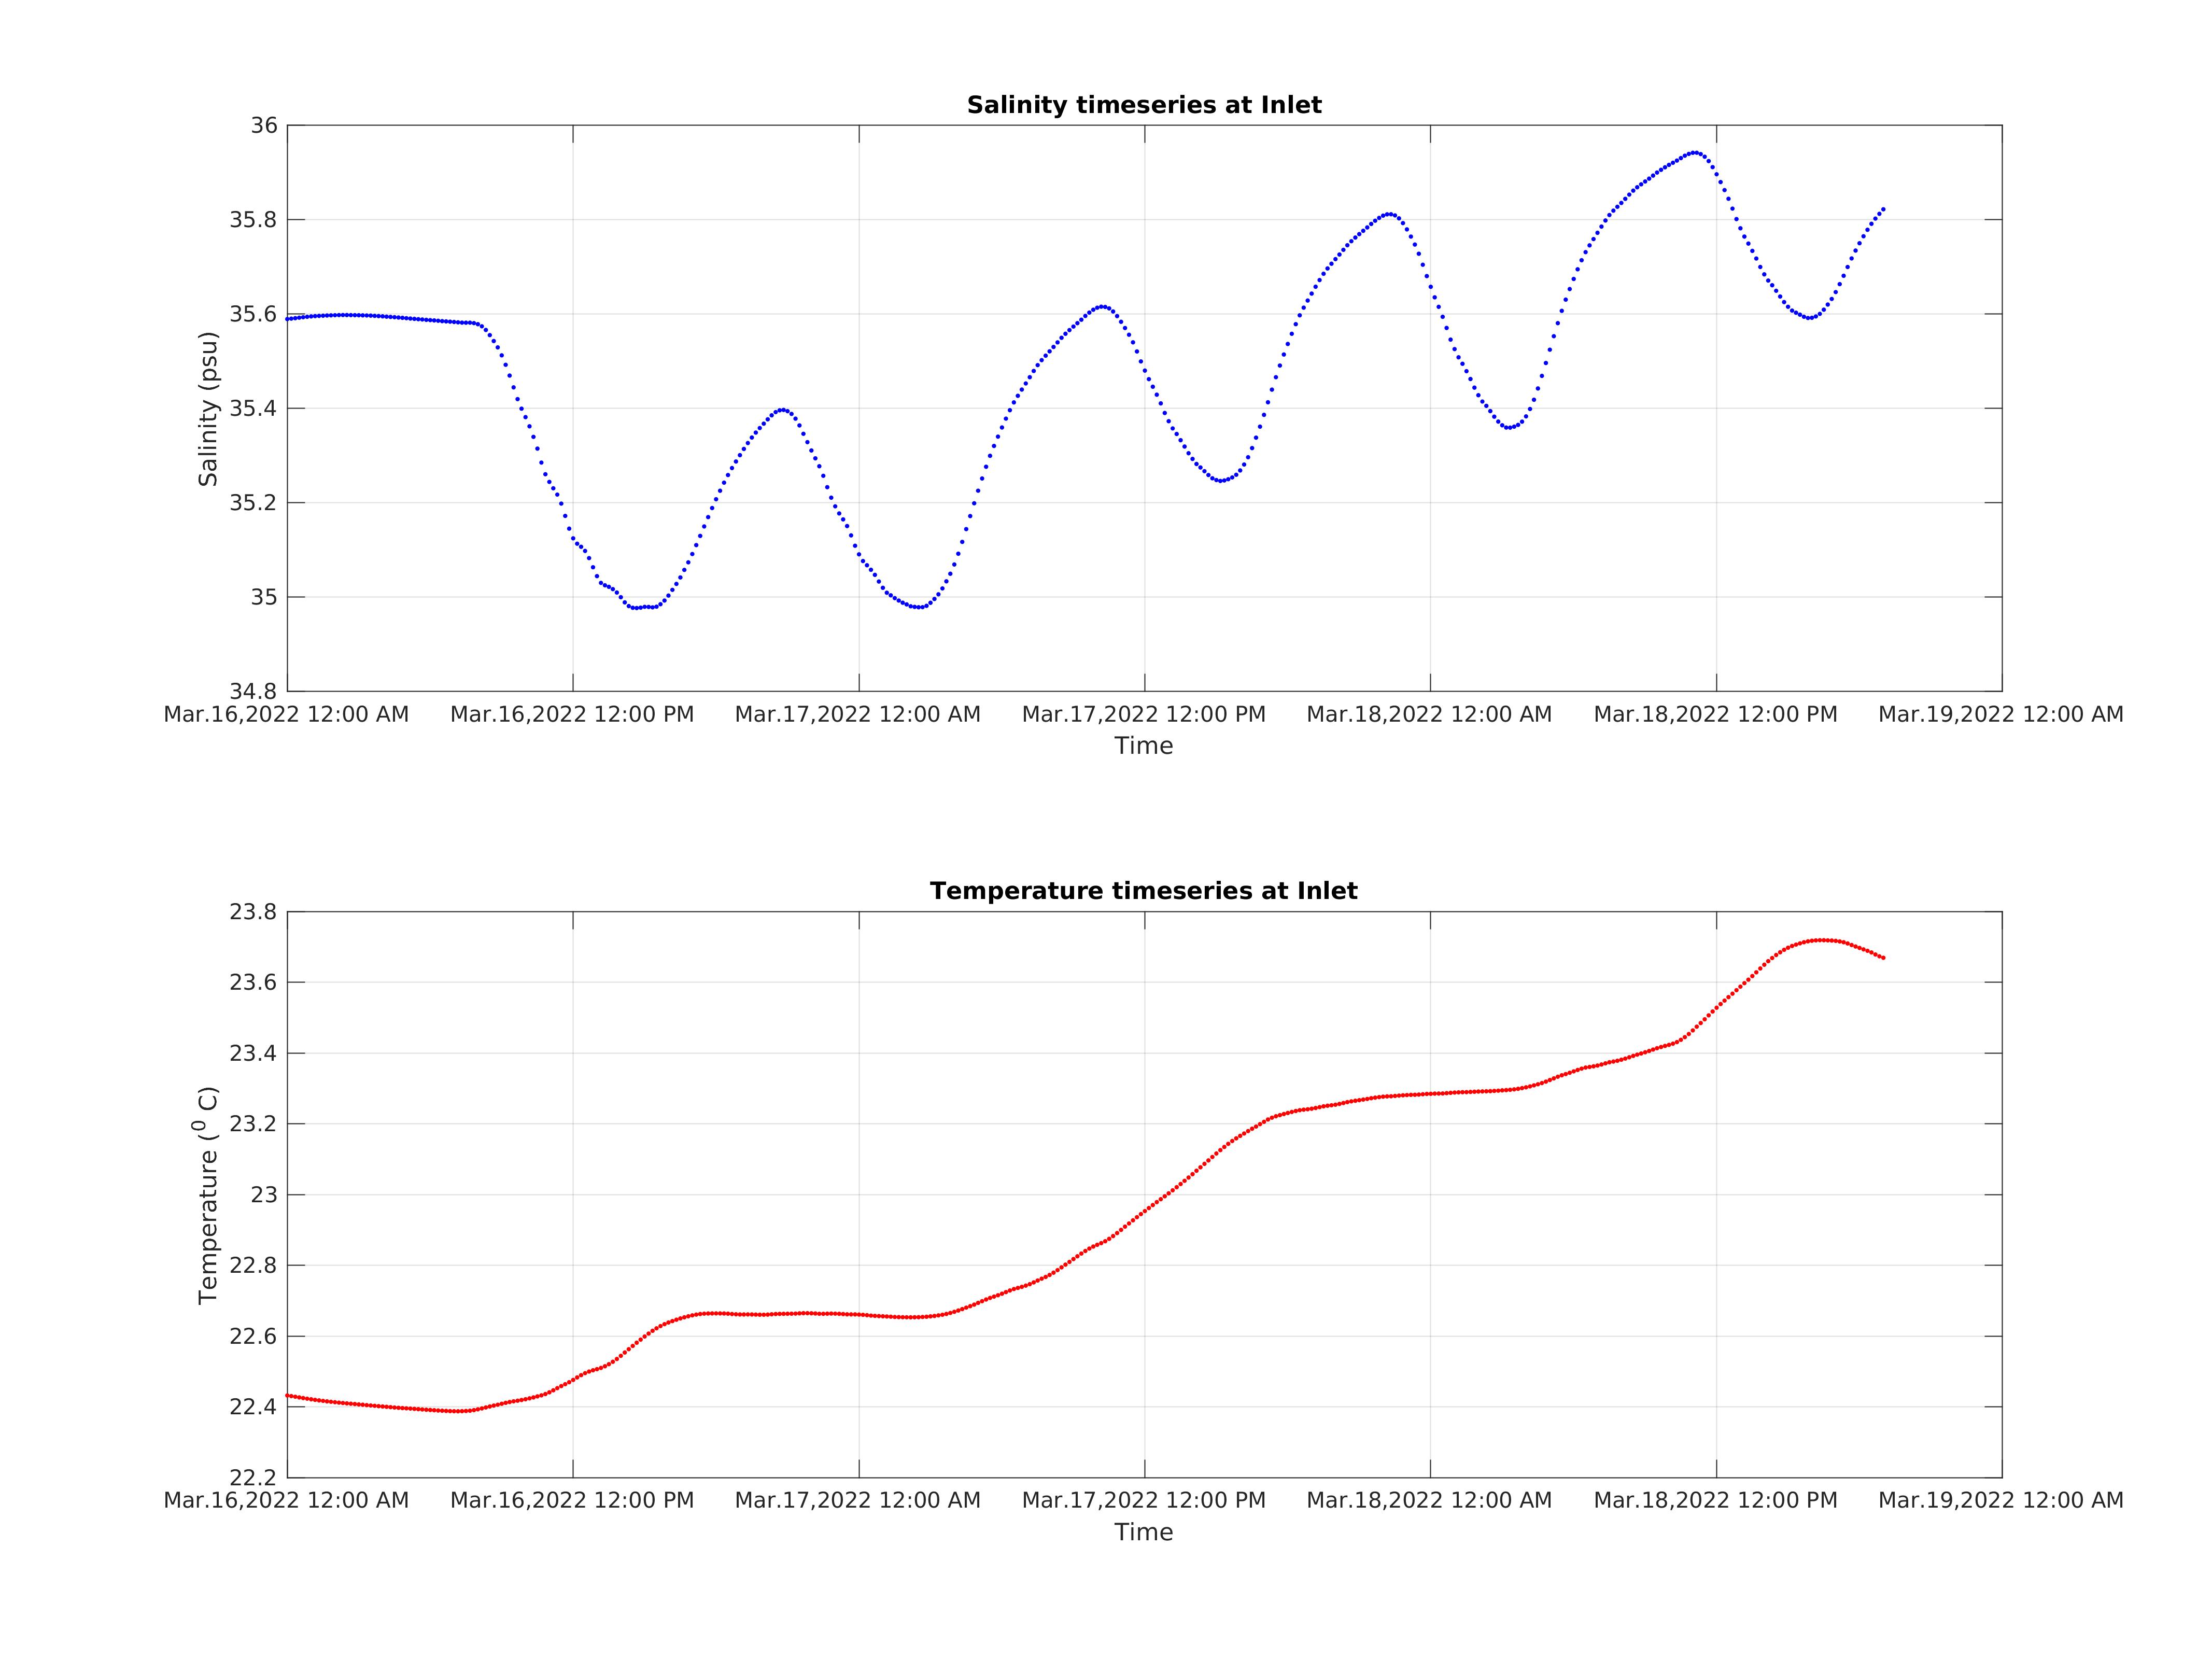 Salinity timeseries at Inlet
36
35.8
35.6
35.4
35.2
35
34.8
Salinity (psu)
Mar.16,2022 12:00 AM Mar.16,2022 12:00 PM Mar.17,2022 12:00 AM Mar.17,2022 12:00 PM Mar.18,2022 12:00 AM Mar.18,2022 12:00 PM Mar.19,2022 12:00 AM
Time
Temperature timeseries at Inlet
23.8
23.6
23.4
23.2
23
22.8
22.6
22.4
22.2
Temperature (⁰ C)
Mar.16,2022 12:00 AM Mar.16,2022 12:00 PM Mar.17,2022 12:00 AM Mar.17,2022 12:00 PM Mar.18,2022 12:00 AM Mar.18,2022 12:00 PM Mar.19,2022 12:00 AM
Time